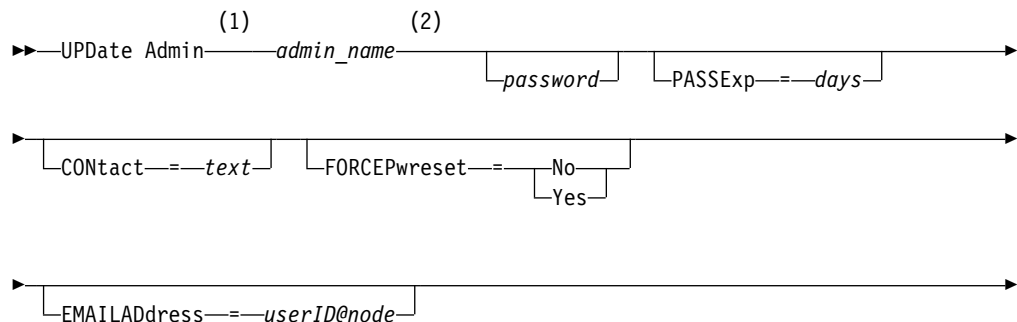 (1) (2)
UPDate Admin admin_name
password PASSExp = days
CONtact = text FORCEPwreset = No
Yes
EMAILADdress = userID@node